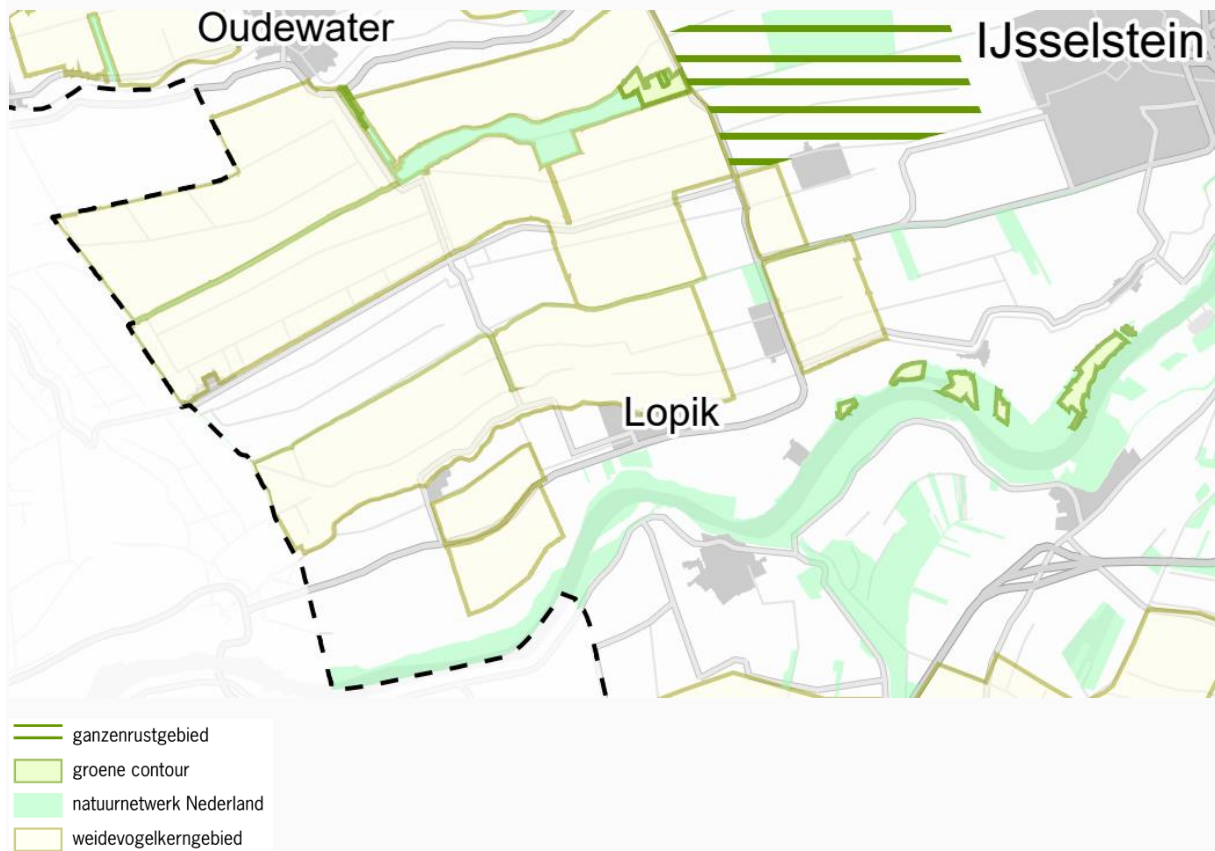 Oudewater
IJsselstein
Lopik
ganzenrustgebied
groene contour
natuurnetwerk Nederland
weidevogelkerngebied